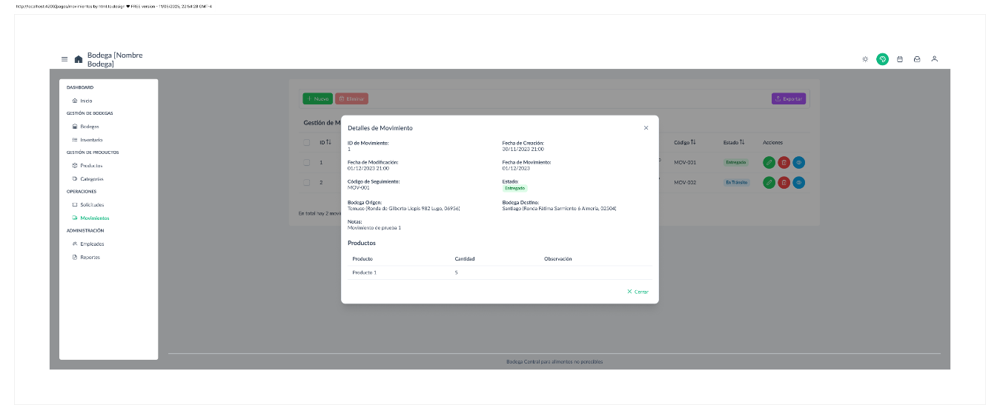 http://localhost:4200/pages/movimientos by html.to.design ❤ FREE version - 11/06/2025, 22:54:28 GMT-4
Bodega [Nombre
Bodega]
DASHBOARD
Inicio
GESTIÓN DE BODEGAS
Bodegas
Inventario
GESTIÓN DE PRODUCTOS
Productos
Categorías
OPERACIONES
Solicitudes
Movimientos
ADMINISTRACIÓN
Empleados
Reportes
+ Nuevo Eliminar Exportar
Gestión de M
ID Código Estado Acciones
1 MOV-001 Entregado
2 MOV-002 En Tránsito
En total hay 2 movi
Detalles de Movimiento
ID de Movimiento:
1
Fecha de Creación:
30/11/2023 21:00
Fecha de Modificación:
01/12/2023 21:00
Fecha de Movimiento:
01/12/2023
Código de Seguimiento:
MOV-001
Estado:
Entregado
Bodega Origen:
Temuco (Ronda de Gilberto Llopis 982 Lugo, 06956)
Bodega Destino:
Santiago (Ronda Fátima Sarmiento 6 Almería, 02504)
Notas:
Movimiento de prueba 1
Productos
Producto Cantidad Observación
Producto 1 5
Cerrar
Bodega Central para alimentos no perecibles